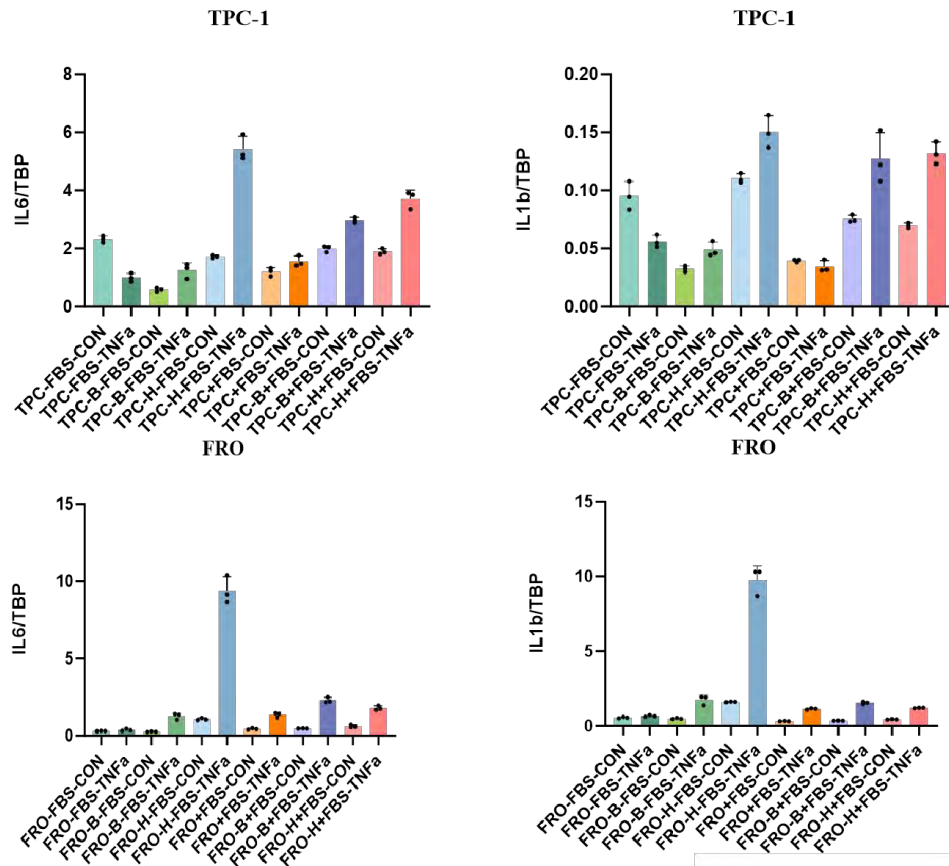 TPC-1
IL6/TBP
8
6
4
2
0
TPC-FBS-CON
TPC-FBS-TNFa
TPC-B-FBS-CON
TPC-B-FBS-TNFa
TPC-H-FBS-CON
TPC-H-FBS-TNFa
TPC+FBS-CON
TPC+FBS-TNFa
TPC-B+FBS-CON
TPC-B+FBS-TNFa
TPC-H+FBS-CON
TPC-H+FBS-TNFa
TPC-1
IL1b/TBP
0.20
0.15
0.10
0.05
0.00
TPC-FBS-CON
TPC-FBS-TNFa
TPC-B-FBS-CON
TPC-B-FBS-TNFa
TPC-H-FBS-CON
TPC-H-FBS-TNFa
TPC+FBS-CON
TPC+FBS-TNFa
TPC-B+FBS-CON
TPC-B+FBS-TNFa
TPC-H+FBS-CON
TPC-H+FBS-TNFa
FRO
IL6/TBP
15
10
5
0
FRO-FBS-CON
FRO-FBS-TNFa
FRO-B-FBS-CON
FRO-B-FBS-TNFa
FRO-H-FBS-CON
FRO-H-FBS-TNFa
FRO+FBS-CON
FRO+FBS-TNFa
FRO-B+FBS-CON
FRO-B+FBS-TNFa
FRO-H+FBS-CON
FRO-H+FBS-TNFa
FRO
IL1b/TBP
15
10
5
0
FRO-FBS-CON
FRO-FBS-TNFa
FRO-B-FBS-CON
FRO-B-FBS-TNFa
FRO-H-FBS-CON
FRO-H-FBS-TNFa
FRO+FBS-CON
FRO+FBS-TNFa
FRO-B+FBS-CON
FRO-B+FBS-TNFa
FRO-H+FBS-CON
FRO-H+FBS-TNFa